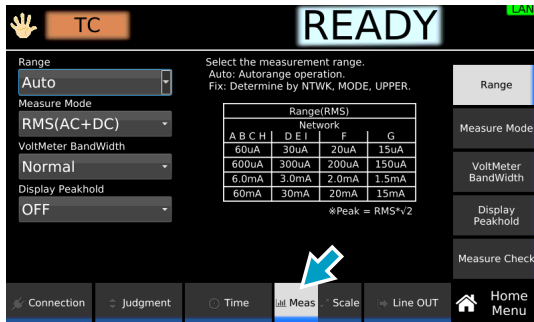 TC
READY
LAN
Range
Auto
Measure Mode
RMS(AC+DC)
VoltMeter BandWidth
Normal
Display Peakhold
OFF
Select the measurement range.
Auto: Autorange operation.
Fix: Determine by NTWK, MODE, UPPER.
Range(RMS)
Network
A B C H D E I F G
60uA 30uA 20uA 15uA
600uA 300uA 200uA 150uA
6.0mA 3.0mA 2.0mA 1.5mA
60mA 30mA 20mA 15mA
※Peak = RMS*√2
Range
Measure Mode
VoltMeter
BandWidth
Display
Peakhold
Measure Check
Connection
Judgment
Time
Meas
Scale
Line OUT
Home
Menu